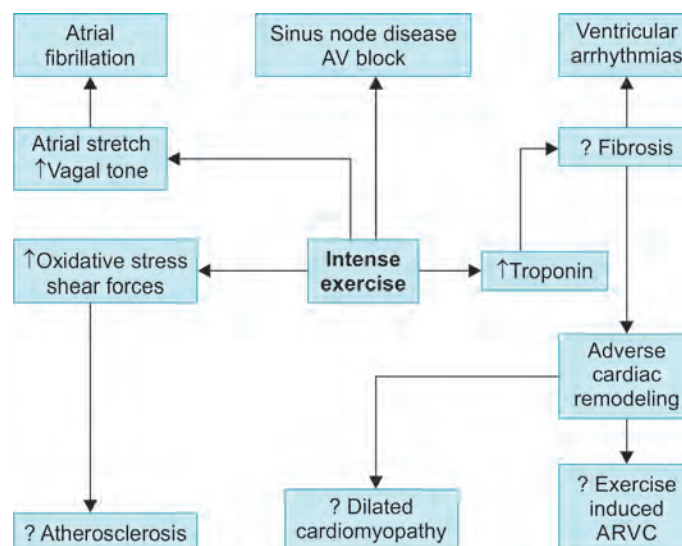 Atrial
fibrillation
Sinus node disease
AV block
Ventricular
arrhythmias
Atrial stretch
↑Vagal tone
? Fibrosis
↑Oxidative stress
shear forces
Intense
exercise
↑Troponin
Adverse
cardiac
remodeling
? Atherosclerosis
? Dilated
cardiomyopathy
? Exercise
induced
ARVC